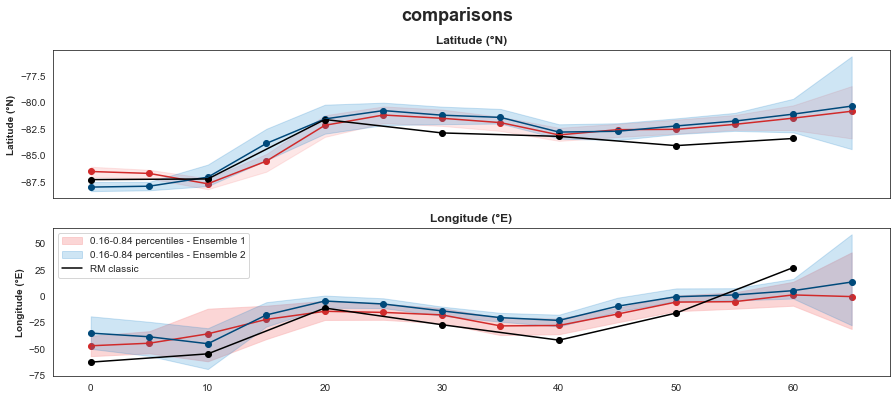 comparisons
Latitude (°N)
Latitude (°N)
−77.5
−80.0
−82.5
−85.0
−87.5
Longitude (°E)
Longitude (°E)
50
25
0
−25
−50
−75
0.16-0.84 percentiles - Ensemble 1
0.16-0.84 percentiles - Ensemble 2
RM classic
0 10 20 30 40 50 60